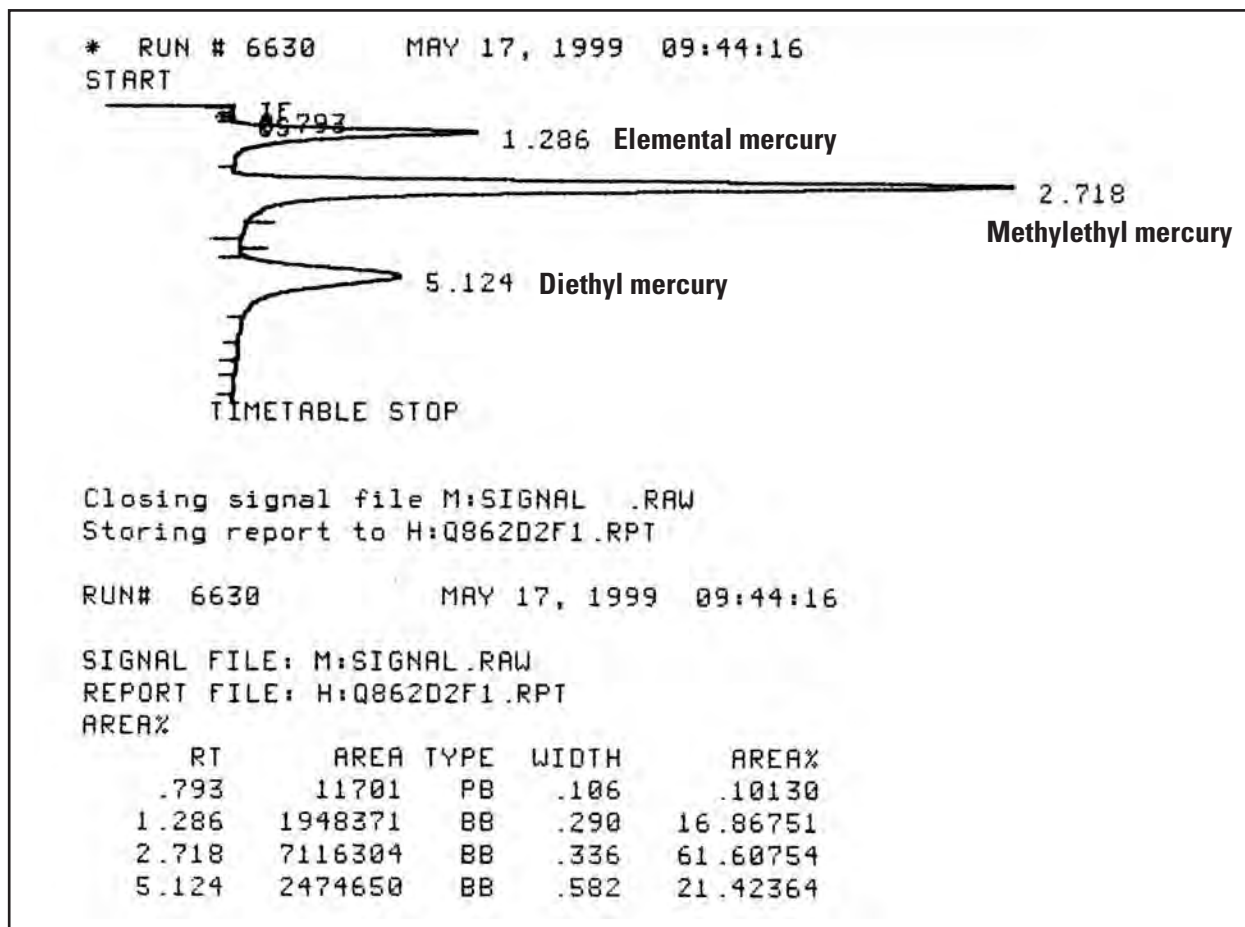 * RUN # 6630 MAY 17, 1999 09:44:16
START
IF
1.286 Elemental mercury
2.718
Methylethyl mercury
5.124 Diethyl mercury
TIMETABLE STOP
Closing signal file M:SIGNAL .RAW
Storing report to H:Q862D2F1.RPT
RUN# 6630 MAY 17, 1999 09:44:16
SIGNAL FILE: M:SIGNAL.RAW
REPORT FILE: H:Q862D2F1.RPT
AREA%
RT AREA TYPE WIDTH AREA%
.793 11701 PB .106 .10130
1.286 1948371 BB .290 16.86751
2.718 7116304 BB .336 61.60754
5.124 2474650 BB .582 21.42364